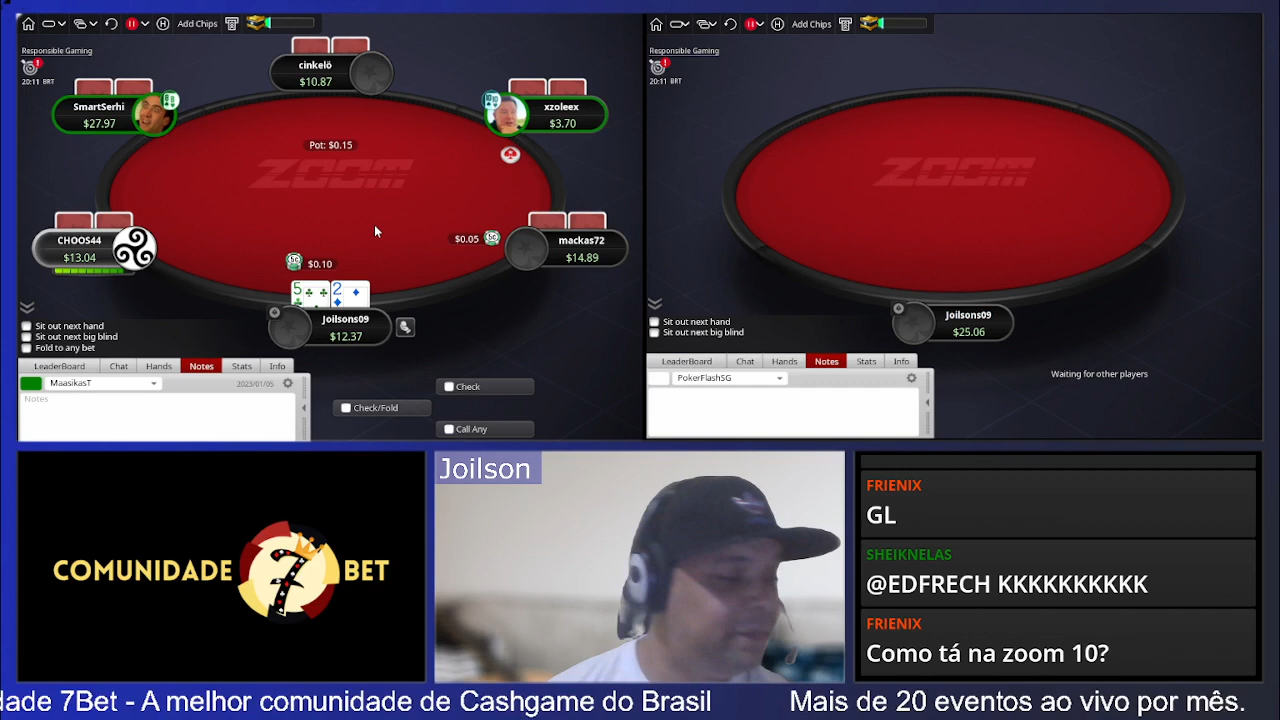 Add Chips
Responsible Gaming
20:11 BRT
cinkelö
$10.87
SmartSerhi
$27.97
xzoleex
$3.70
Pot: $0.15
ZOOM
CHOOS44
$13.04
$0.05
mackas72
$14.89
$0.10
5 2
Joilsons09
$12.37
Sit out next hand
Sit out next big blind
Fold to any bet
LeaderBoard Chat Hands Notes Stats Info
MaasikasT 2023/01/05
Notes
Check
Check/Fold
Call Any
Add Chips
Responsible Gaming
20:11 BRT
ZOOM
Joilsons09
$25.06
Sit out next hand
Sit out next big blind
LeaderBoard Chat Hands Notes Stats Info
PokerFlashSG
Waiting for other players
COMUNIDADE 7 BET
Joilson
FRIENIX
GL
SHEIKNELAS
@EDFRECH KKKKKKKKKK
FRIENIX
Como tá na zoom 10?
dade 7Bet - A melhor comunidade de Cashgame do Brasil Mais de 20 eventos ao vivo por mês.